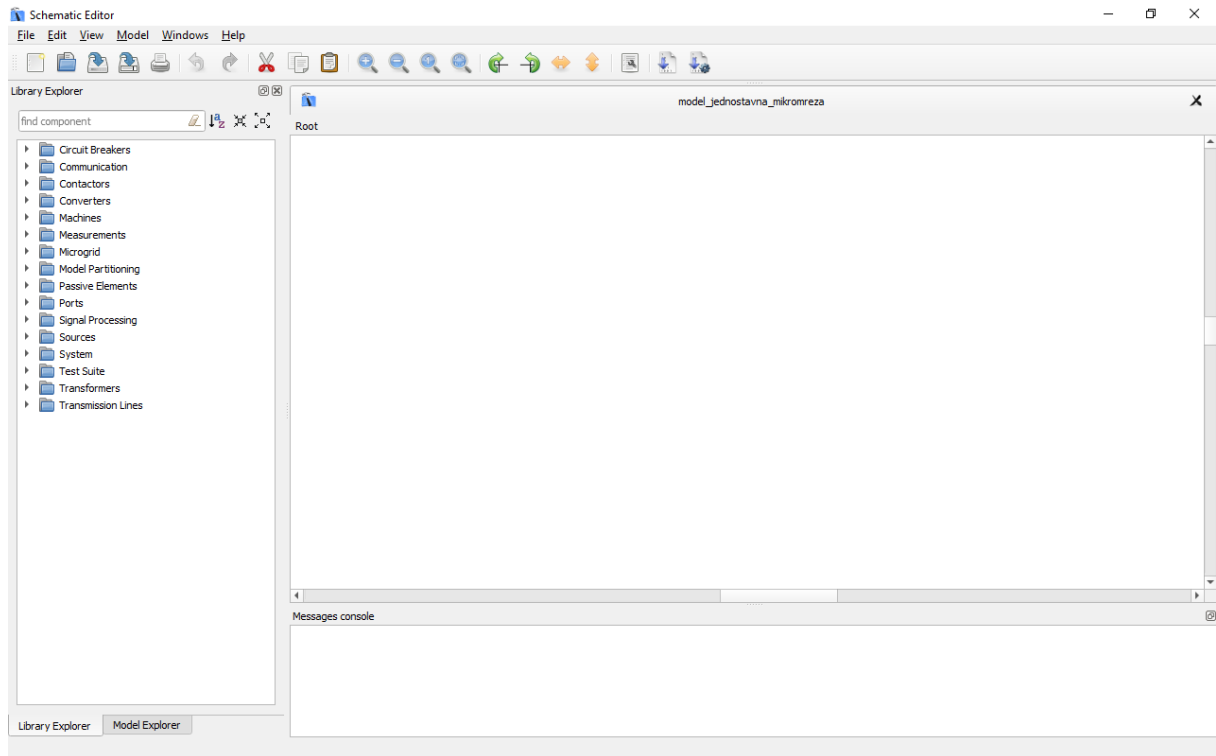 Schematic Editor
File Edit View Model Windows Help
Library Explorer
find component
model_jednostavna_mikromreza
Root
Circuit Breakers
Communication
Contactors
Converters
Machines
Measurements
Microgrid
Model Partitioning
Passive Elements
Ports
Signal Processing
Sources
System
Test Suite
Transformers
Transmission Lines
Messages console
Library Explorer Model Explorer